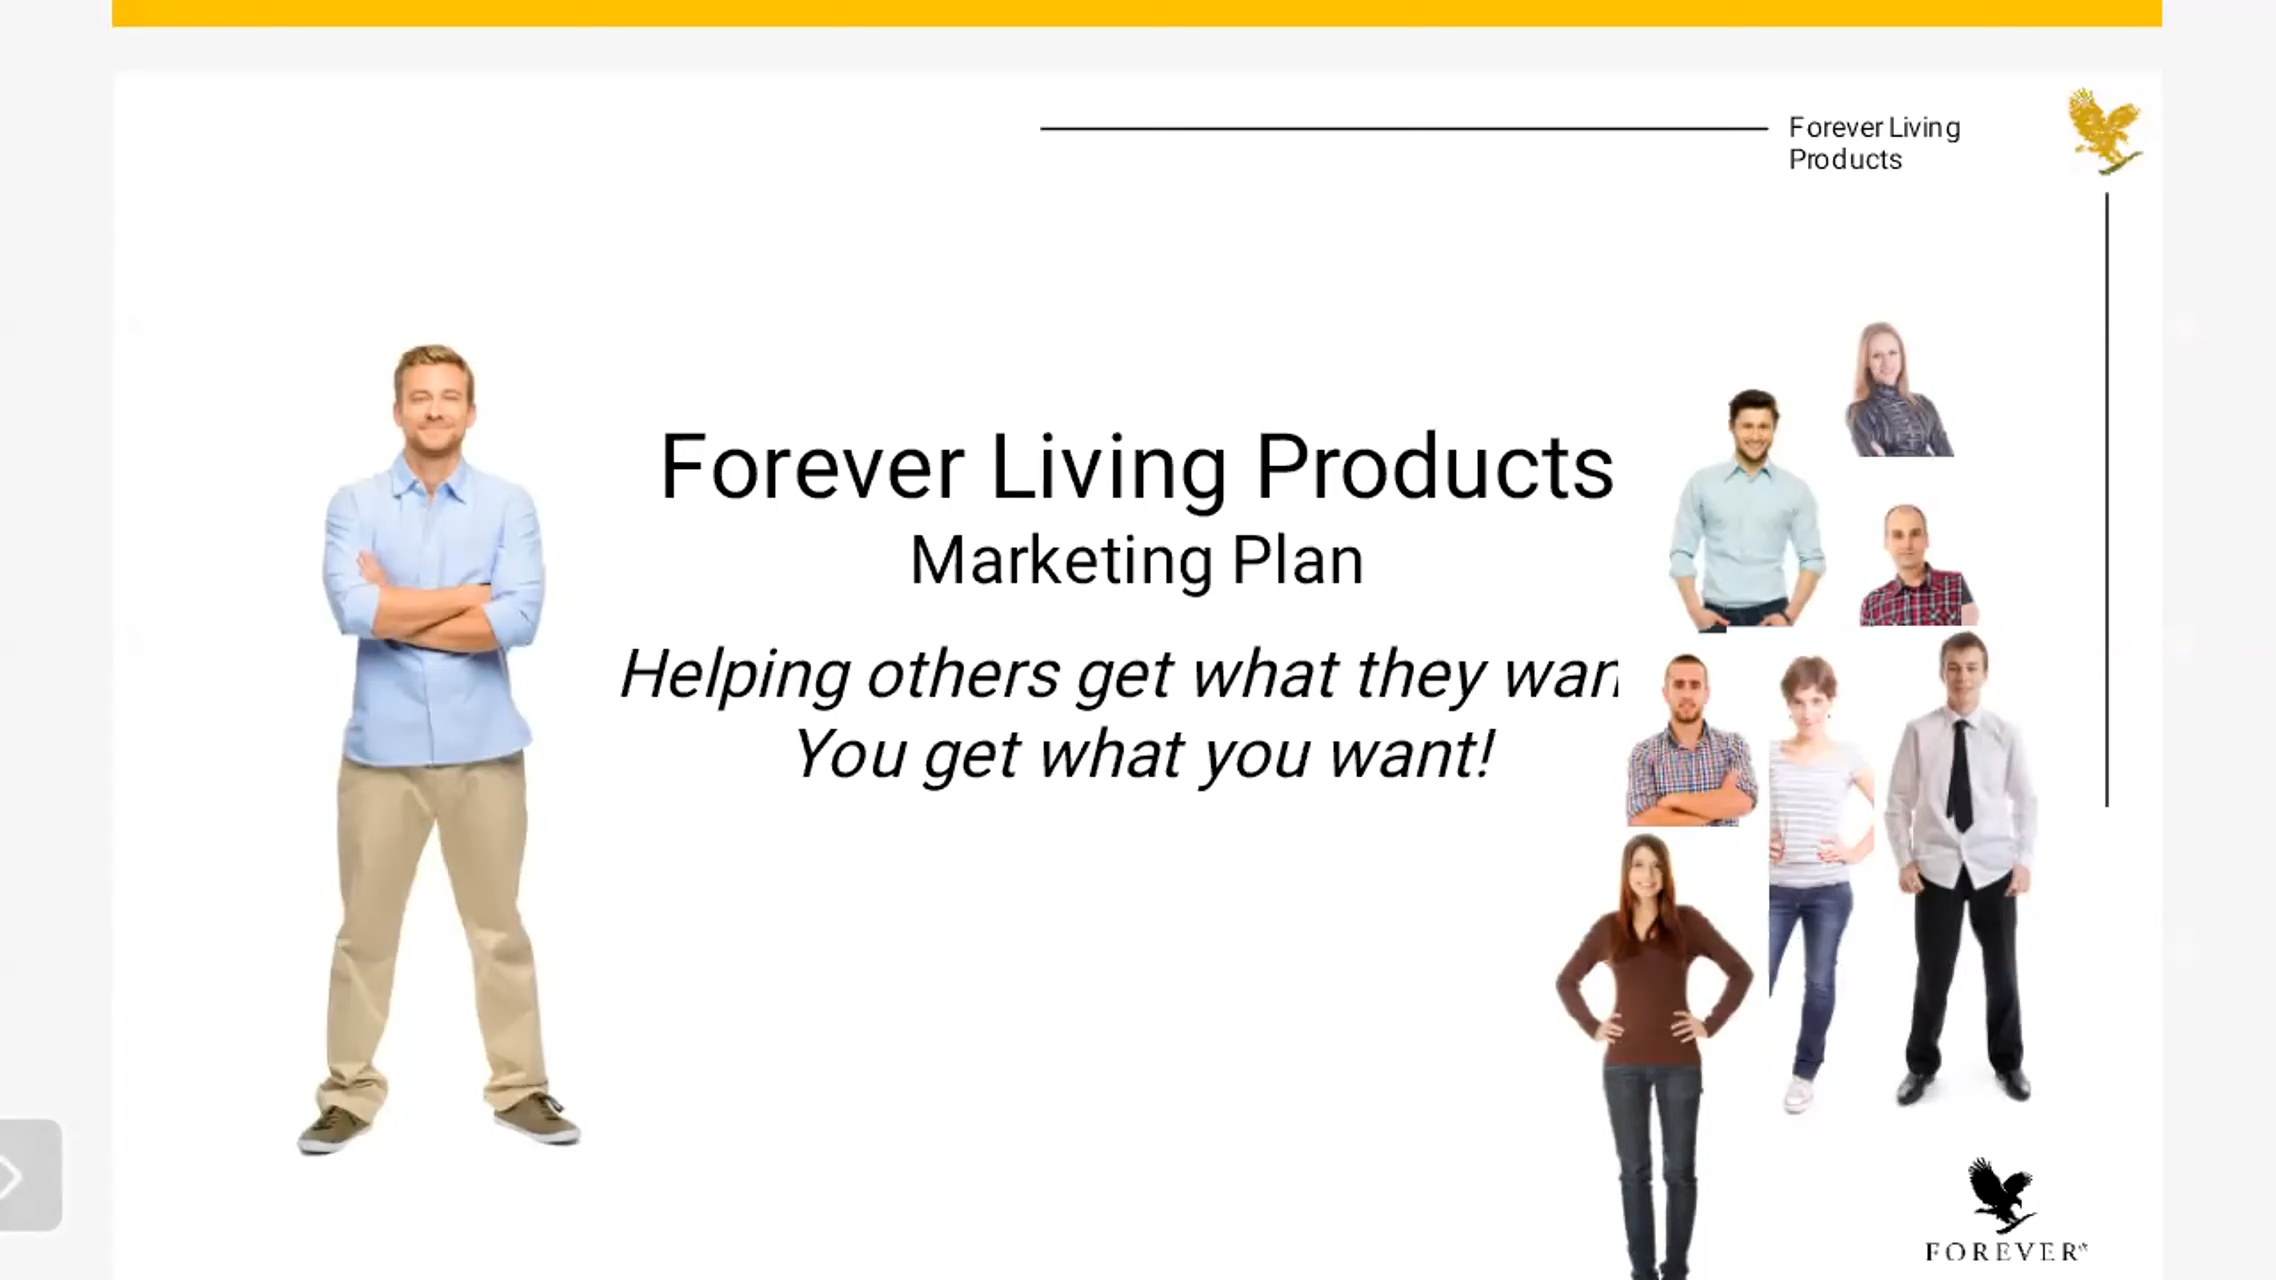 Forever Living
Products
Forever Living Products
Marketing Plan
Helping others get what they wan
You get what you want!
FOREVER